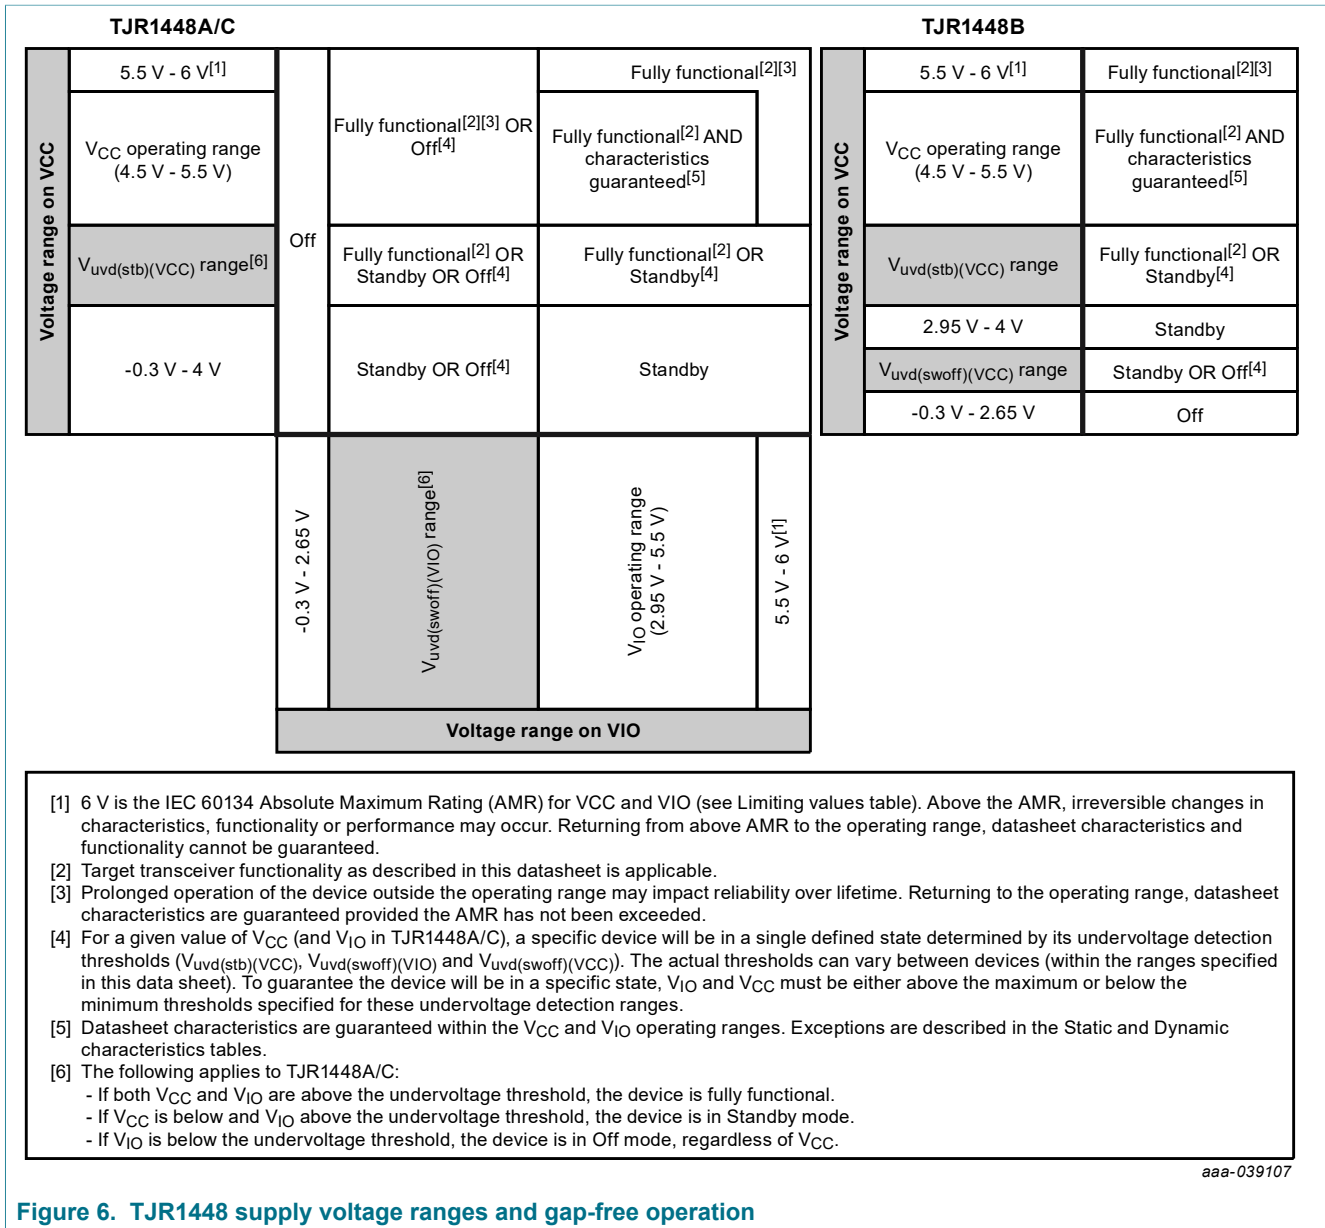 TJR1448A/C
TJR1448B
Voltage range on VCC
5.5 V - 6 V[1]
VCC operating range
(4.5 V - 5.5 V)
Vuvd(stb)(VCC) range[6]
-0.3 V - 4 V
Off
Fully functional[2][3] OR
Off[4]
Fully functional[2] OR
Standby OR Off[4]
Standby OR Off[4]
Fully functional[2][3]
Fully functional[2] AND
characteristics
guaranteed[5]
Fully functional[2] OR
Standby[4]
Standby
-0.3 V - 2.65 V
Vuvd(swoff)(VIO) range[6]
VIO operating range
(2.95 V - 5.5 V)
5.5 V - 6 V[1]
Voltage range on VIO
Voltage range on VCC
5.5 V - 6 V[1]
Fully functional[2][3]
VCC operating range
(4.5 V - 5.5 V)
Fully functional[2] AND
characteristics
guaranteed[5]
Vuvd(stb)(VCC) range
Fully functional[2] OR
Standby[4]
2.95 V - 4 V
Standby
Vuvd(swoff)(VCC) range
Standby OR Off[4]
-0.3 V - 2.65 V
Off
[1] 6 V is the IEC 60134 Absolute Maximum Rating (AMR) for VCC and VIO (see Limiting values table). Above the AMR, irreversible changes in
characteristics, functionality or performance may occur. Returning from above AMR to the operating range, datasheet characteristics and
functionality cannot be guaranteed.
[2] Target transceiver functionality as described in this datasheet is applicable.
[3] Prolonged operation of the device outside the operating range may impact reliability over lifetime. Returning to the operating range, datasheet
characteristics are guaranteed provided the AMR has not been exceeded.
[4] For a given value of VCC (and VIO in TJR1448A/C), a specific device will be in a single defined state determined by its undervoltage detection
thresholds (Vuvd(stb)(VCC), Vuvd(swoff)(VIO) and Vuvd(swoff)(VCC)). The actual thresholds can vary between devices (within the ranges specified
in this data sheet). To guarantee the device will be in a specific state, VIO and VCC must be either above the maximum or below the
minimum thresholds specified for these undervoltage detection ranges.
[5] Datasheet characteristics are guaranteed within the VCC and VIO operating ranges. Exceptions are described in the Static and Dynamic
characteristics tables.
[6] The following applies to TJR1448A/C:
- If both VCC and VIO are above the undervoltage threshold, the device is fully functional.
- If VCC is below and VIO above the undervoltage threshold, the device is in Standby mode.
- If VIO is below the undervoltage threshold, the device is in Off mode, regardless of VCC.
aaa-039107
Figure 6. TJR1448 supply voltage ranges and gap-free operation